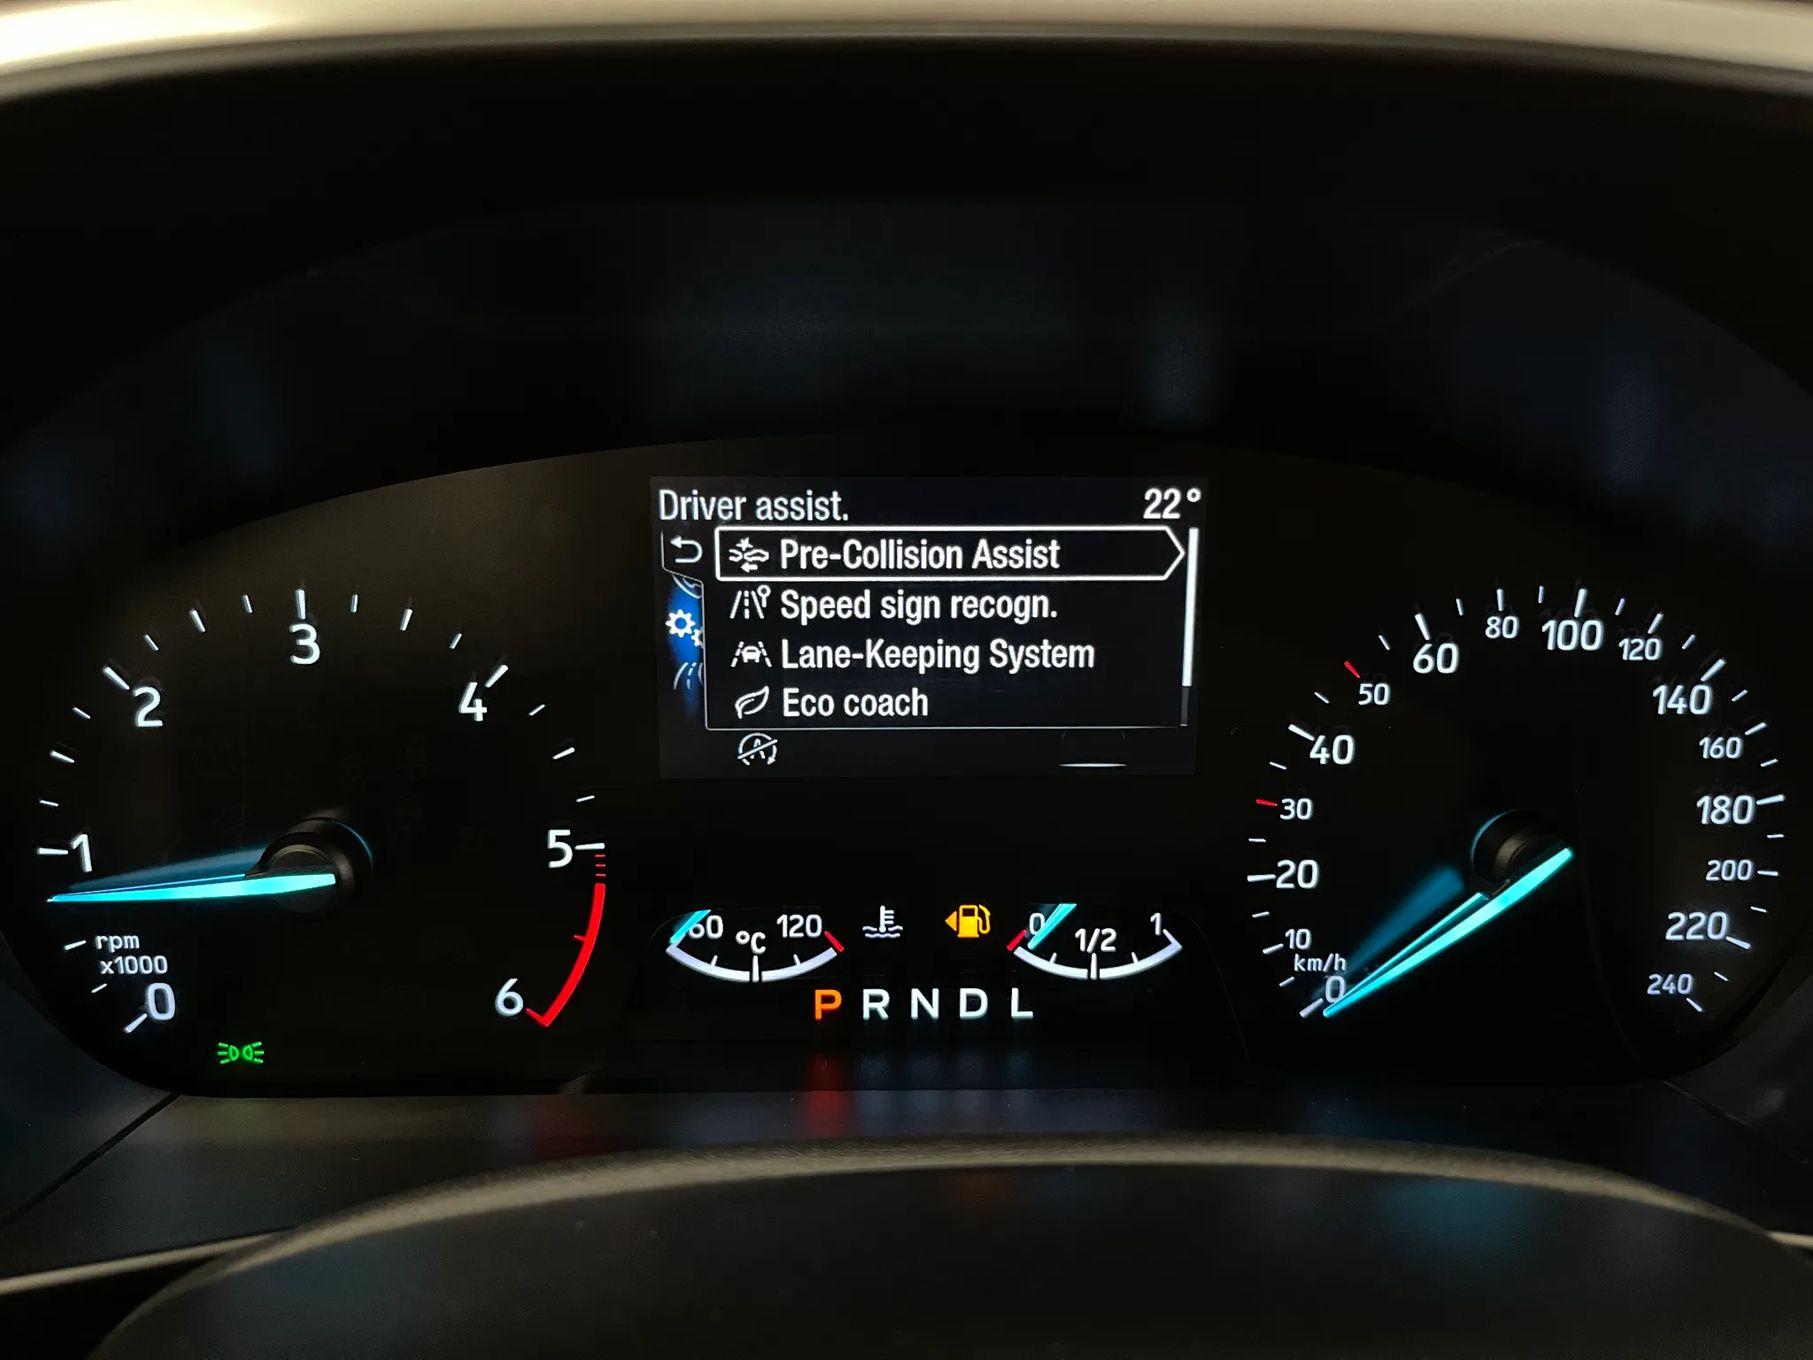 Driver assist. 22°
Pre-Collision Assist
Speed sign recogn.
Lane-Keeping System
Eco coach
A
0
1
2
3
4
5
6
rpm
x1000
60 °C 120
0 1/2 1
P R N D L
0
10
20
30
40
50
60
80
100
120
140
160
180
200
220
240
km/h